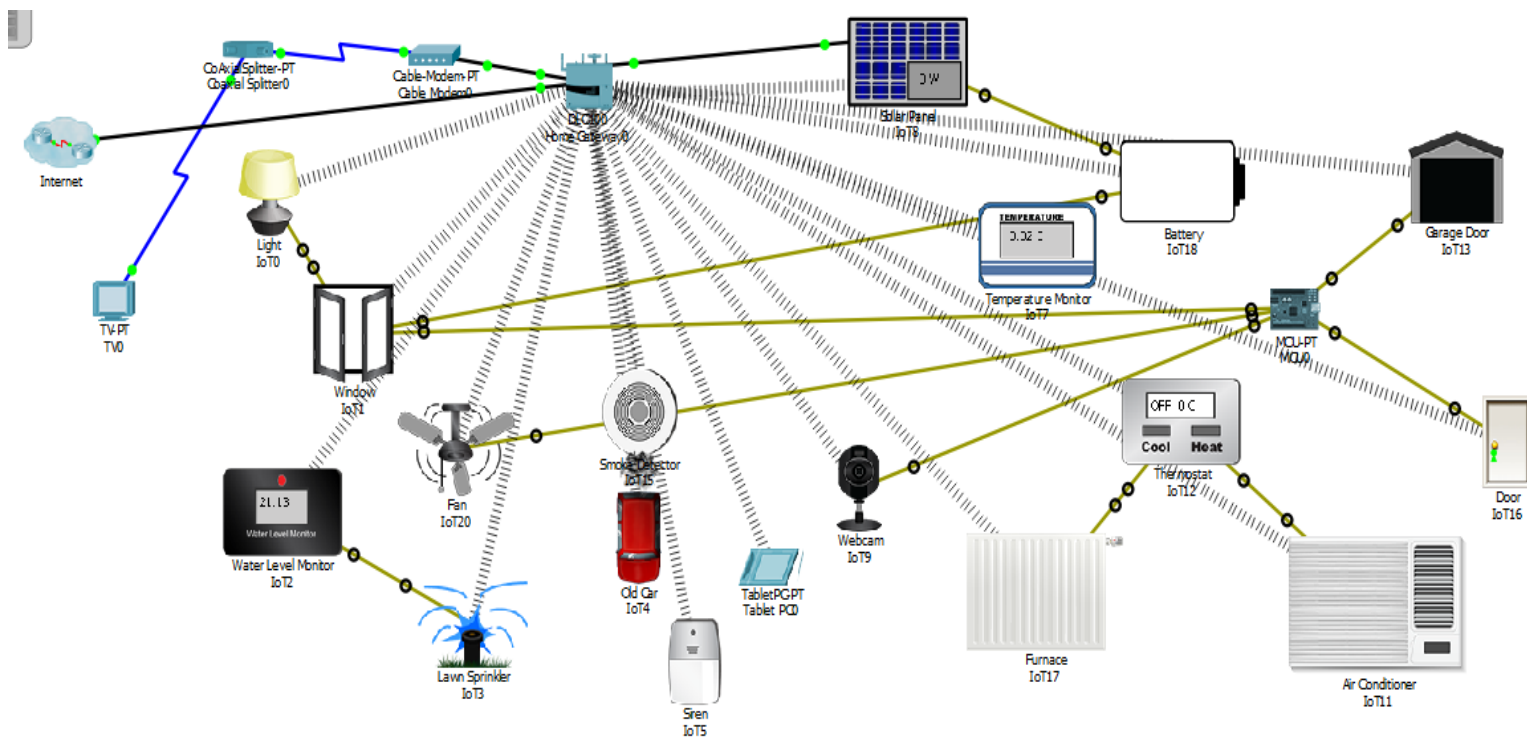 CoAxialSplitter-PT
Coaxial Splitter0
Cable-Modem-PT
Cable Modem0
Home Gateway0
0 W
Solar Panel
IoT8
Internet
Light
IoT0
TEMPERATURE
0.02 C
Temperature Monitor
IoT7
Battery
IoT18
Garage Door
IoT13
TV-PT
TV0
MCU-PT
MCU0
Window
IoT1
OFF 0 C
Cool Heat
Thermostat
IoT12
Smoke Detector
IoT15
Fan
IoT20
21.13
Water Level Monitor
Water Level Monitor
IoT2
Webcam
IoT9
Door
IoT16
Old Car
IoT4
TabletPC-PT
Tablet PC0
Lawn Sprinkler
IoT3
Siren
IoT5
Furnace
IoT17
Air Conditioner
IoT11